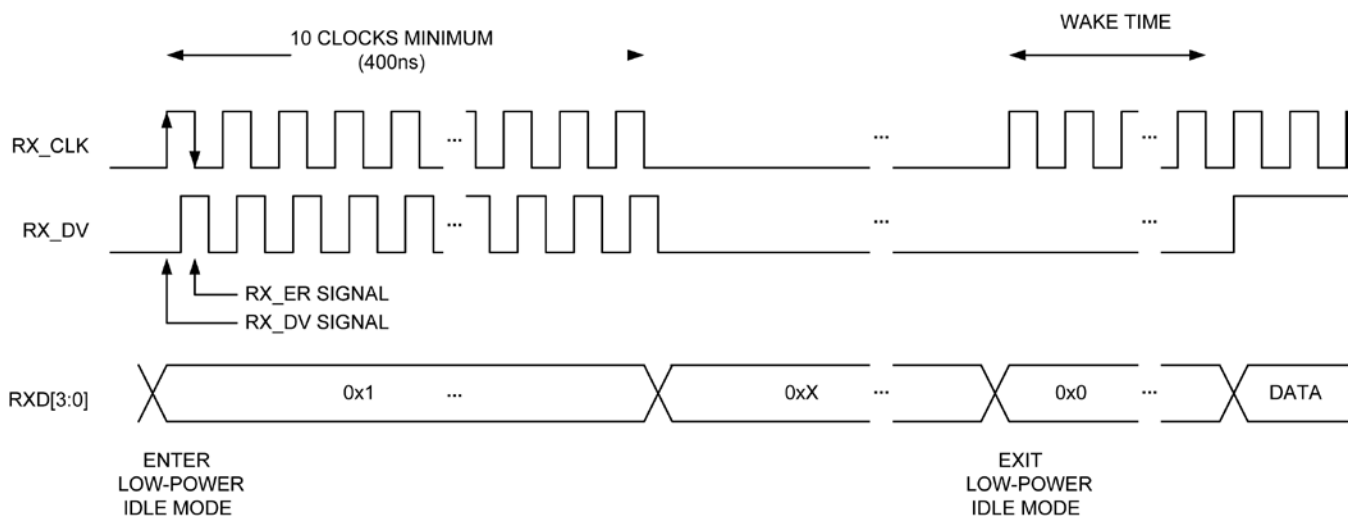 10 CLOCKS MINIMUM
(400ns)
WAKE TIME
RX_CLK
...
...
...
RX_DV
...
...
...
RX_ER SIGNAL
RX_DV SIGNAL
RXD[3:0]
0x1
...
0xX
...
0x0
...
DATA
ENTER
LOW-POWER
IDLE MODE
EXIT
LOW-POWER
IDLE MODE